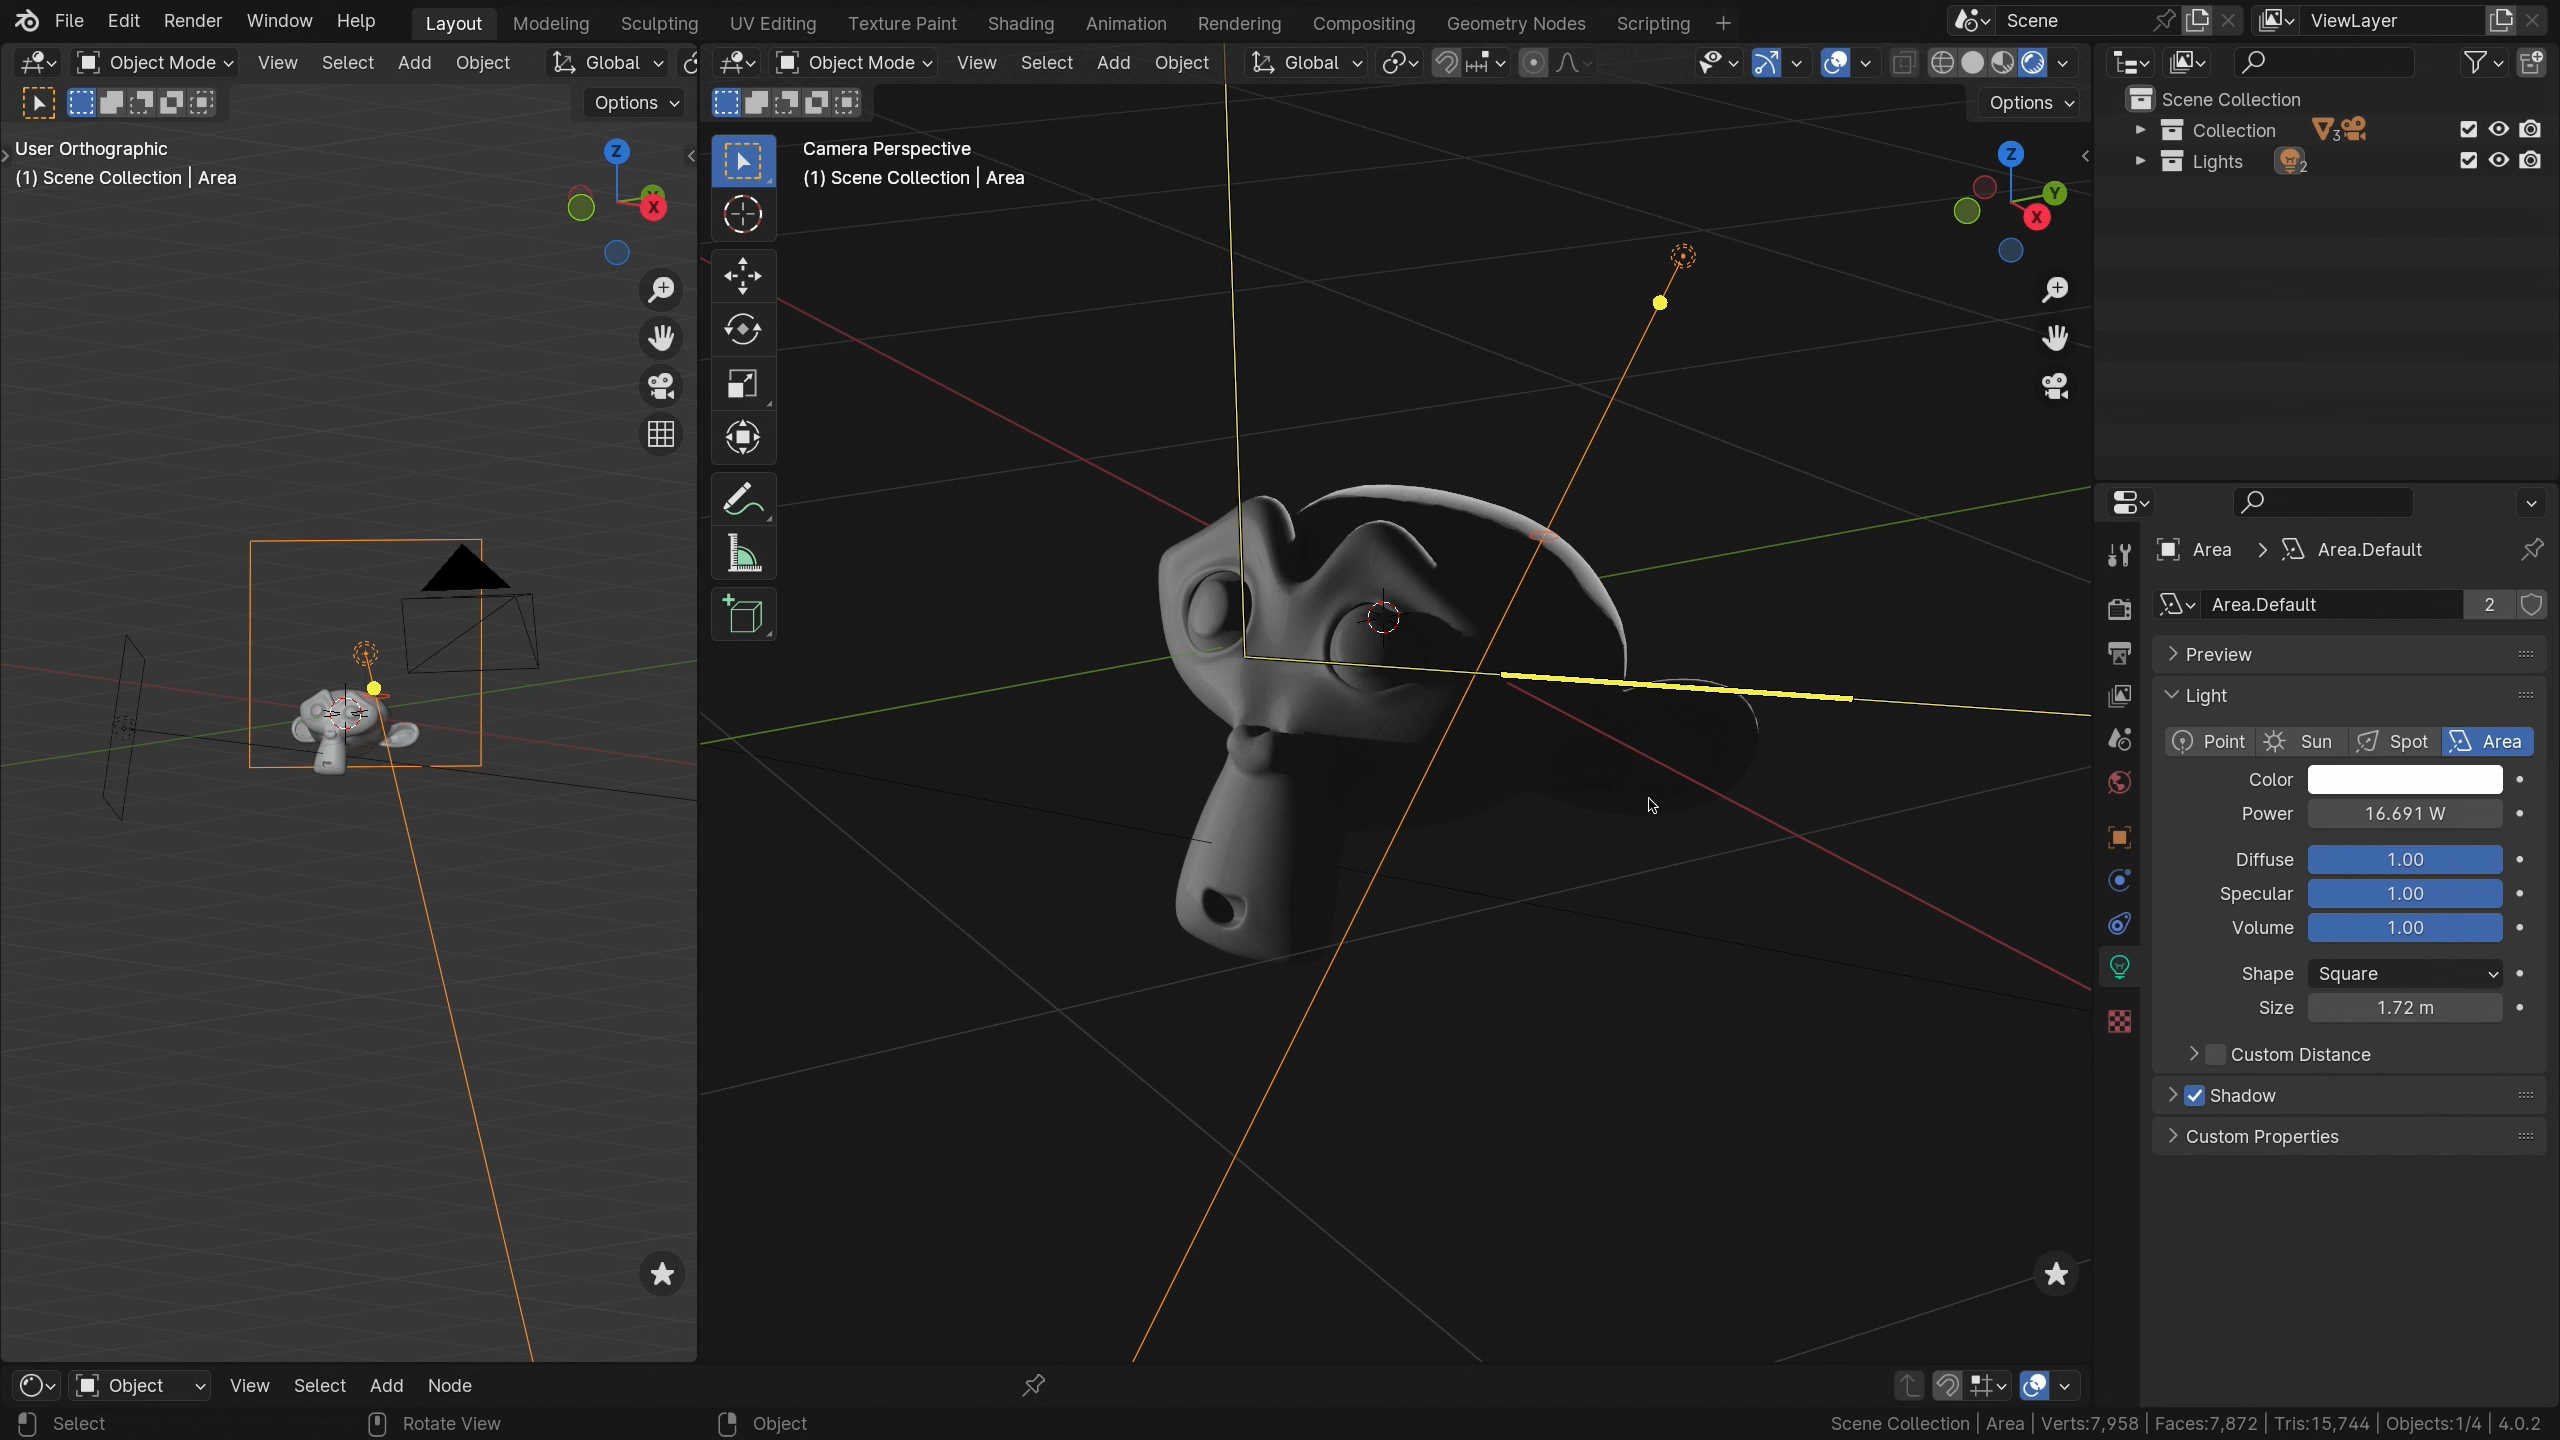 File Edit Render Window Help Layout Modeling Sculpting UV Editing Texture Paint Shading Animation Rendering Compositing Geometry Nodes Scripting + Scene ViewLayer
Object Mode View Select Add Object Global Object Mode View Select Add Object Global
Options Options
User Orthographic
(1) Scene Collection | Area
Camera Perspective
(1) Scene Collection | Area
Z
X
Z
Y
X
Scene Collection
Collection 3
Lights 2
Area > Area.Default
Area.Default 2
Preview
Light
Point Sun Spot Area
Color
Power 16.691 W
Diffuse 1.00
Specular 1.00
Volume 1.00
Shape Square
Size 1.72 m
Custom Distance
Shadow
Custom Properties
Object View Select Add Node
Select Rotate View Object Scene Collection | Area | Verts:7,958 | Faces:7,872 | Tris:15,744 | Objects:1/4 | 4.0.2